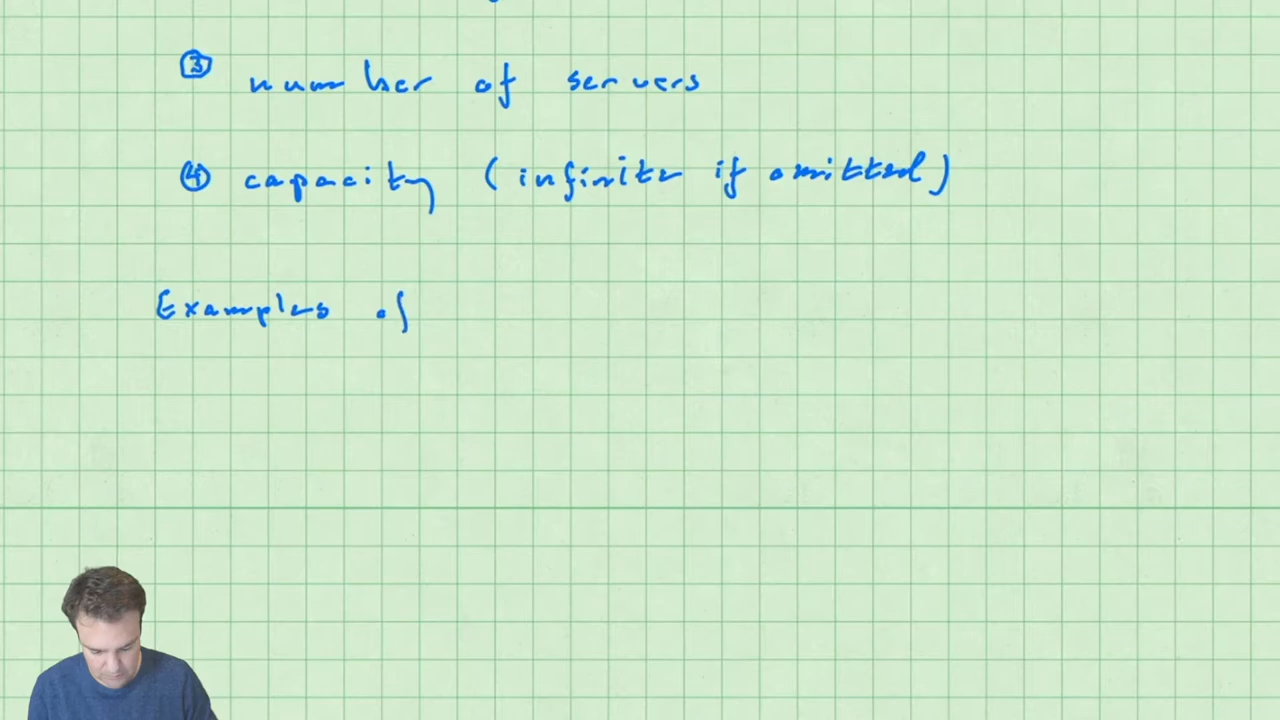 ③ number of servers
④ capacity (infinite if omitted)
Examples of